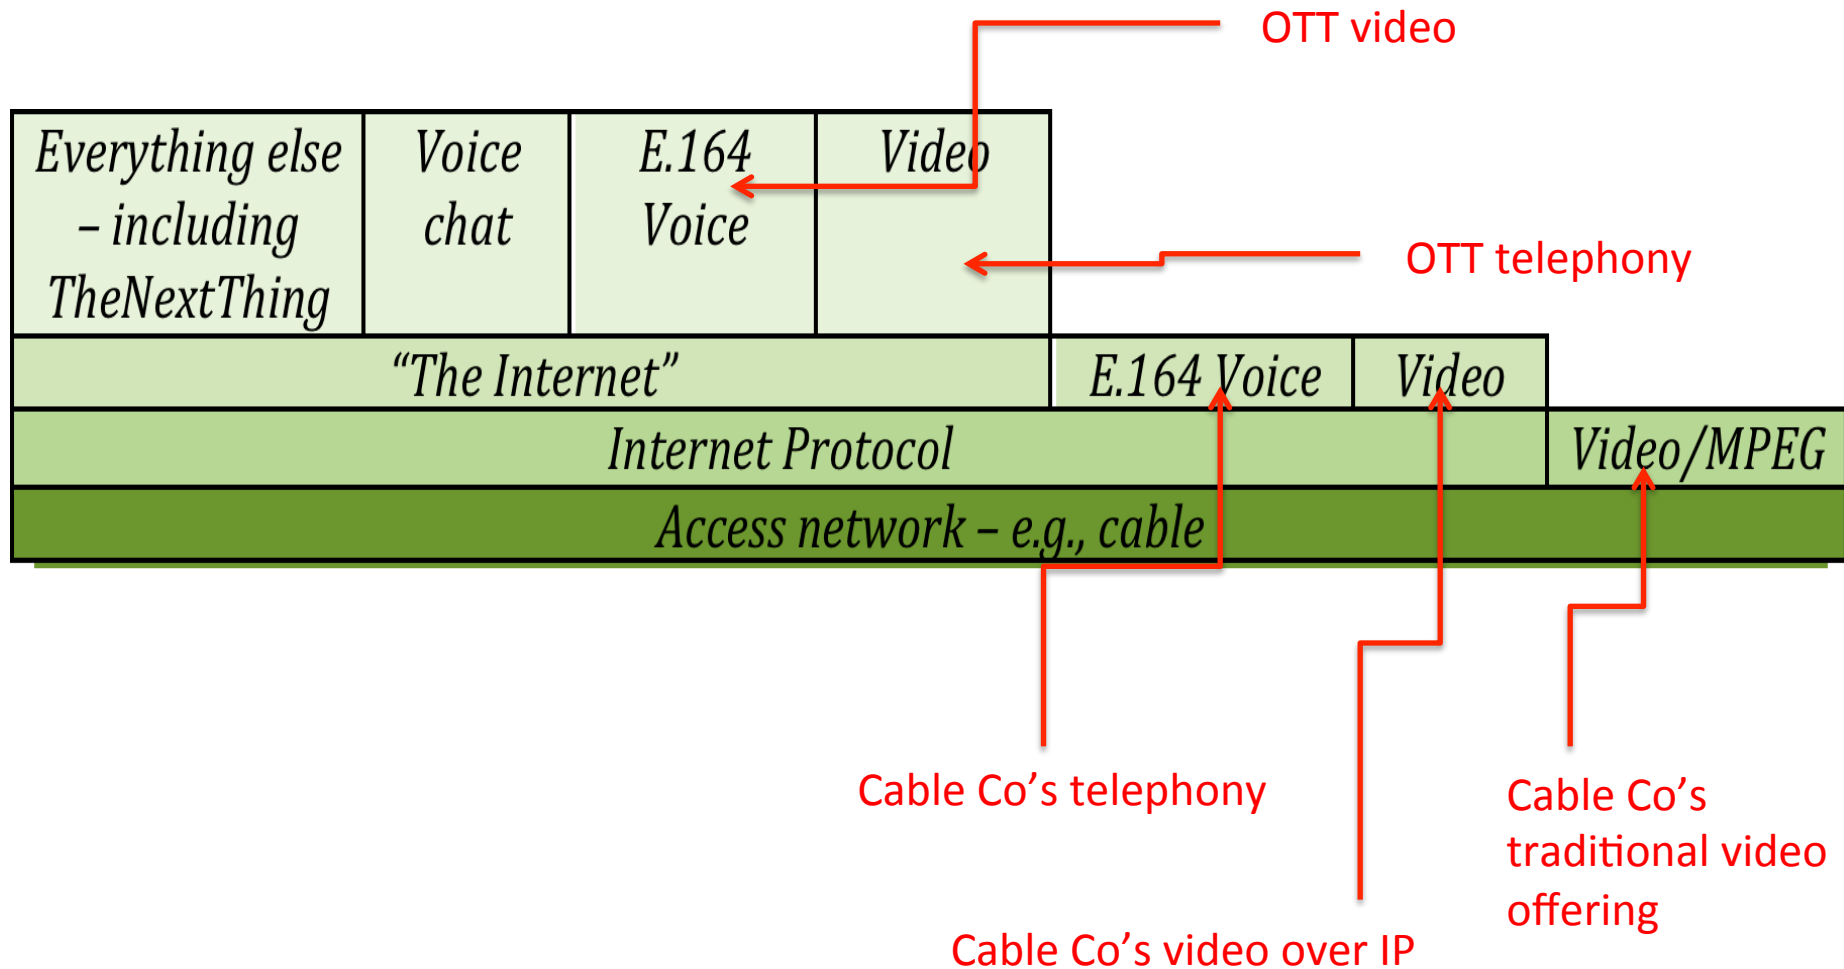 OTT video
Everything else
– including
TheNextThing
Voice
chat
E.164
Voice
Video
OTT telephony
“The Internet”
E.164 Voice
Video
Internet Protocol
Video/MPEG
Access network – e.g., cable
Cable Co’s telephony
Cable Co’s
traditional video
offering
Cable Co’s video over IP